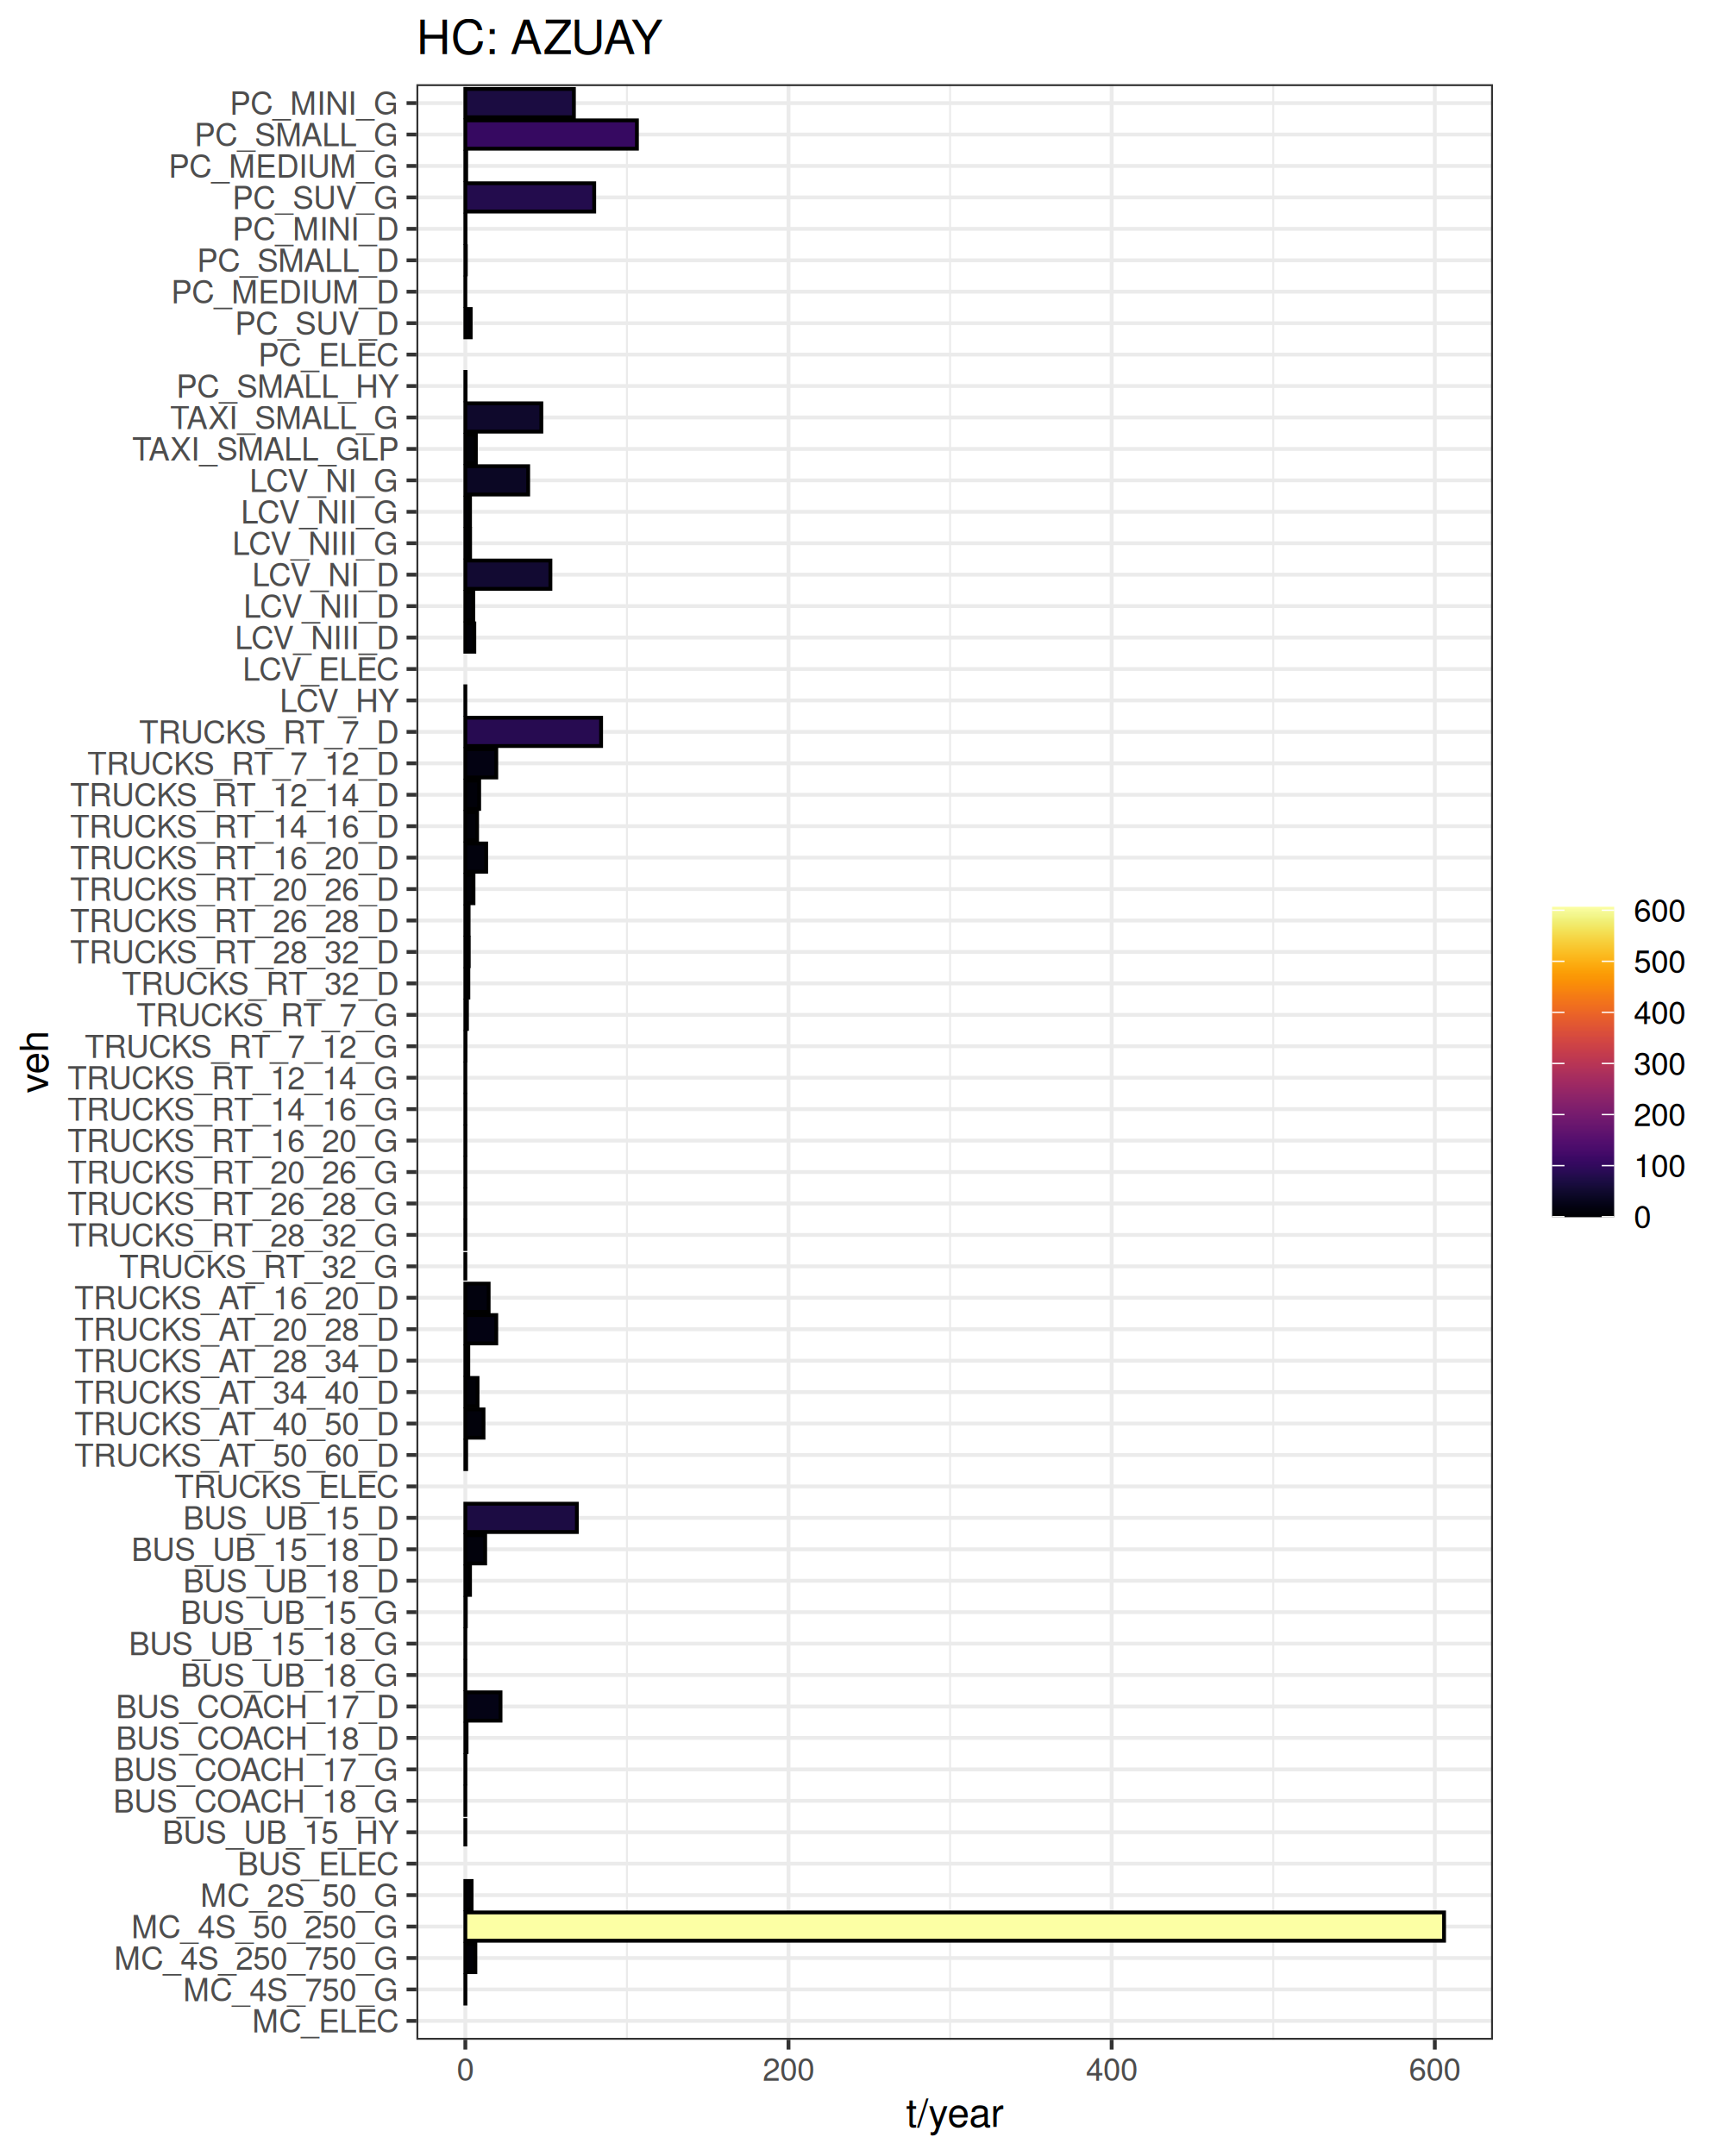 HC: AZUAY
PC_MINI_G
PC_SMALL_G
PC_MEDIUM_G
PC_SUV_G
PC_MINI_D
PC_SMALL_D
PC_MEDIUM_D
PC_SUV_D
PC_ELEC
PC_SMALL_HY
TAXI_SMALL_G
TAXI_SMALL_GLP
LCV_NI_G
LCV_NII_G
LCV_NIII_G
LCV_NI_D
LCV_NII_D
LCV_NIII_D
LCV_ELEC
LCV_HY
TRUCKS_RT_7_D
TRUCKS_RT_7_12_D
TRUCKS_RT_12_14_D
TRUCKS_RT_14_16_D
TRUCKS_RT_16_20_D
TRUCKS_RT_20_26_D
TRUCKS_RT_26_28_D
TRUCKS_RT_28_32_D
TRUCKS_RT_32_D
TRUCKS_RT_7_G
TRUCKS_RT_7_12_G
TRUCKS_RT_12_14_G
TRUCKS_RT_14_16_G
TRUCKS_RT_16_20_G
TRUCKS_RT_20_26_G
TRUCKS_RT_26_28_G
TRUCKS_RT_28_32_G
TRUCKS_RT_32_G
TRUCKS_AT_16_20_D
TRUCKS_AT_20_28_D
TRUCKS_AT_28_34_D
TRUCKS_AT_34_40_D
TRUCKS_AT_40_50_D
TRUCKS_AT_50_60_D
TRUCKS_ELEC
BUS_UB_15_D
BUS_UB_15_18_D
BUS_UB_18_D
BUS_UB_15_G
BUS_UB_15_18_G
BUS_UB_18_G
BUS_COACH_17_D
BUS_COACH_18_D
BUS_COACH_17_G
BUS_COACH_18_G
BUS_UB_15_HY
BUS_ELEC
MC_2S_50_G
MC_4S_50_250_G
MC_4S_250_750_G
MC_4S_750_G
MC_ELEC
veh
0 200 400 600
t/year
600
500
400
300
200
100
0